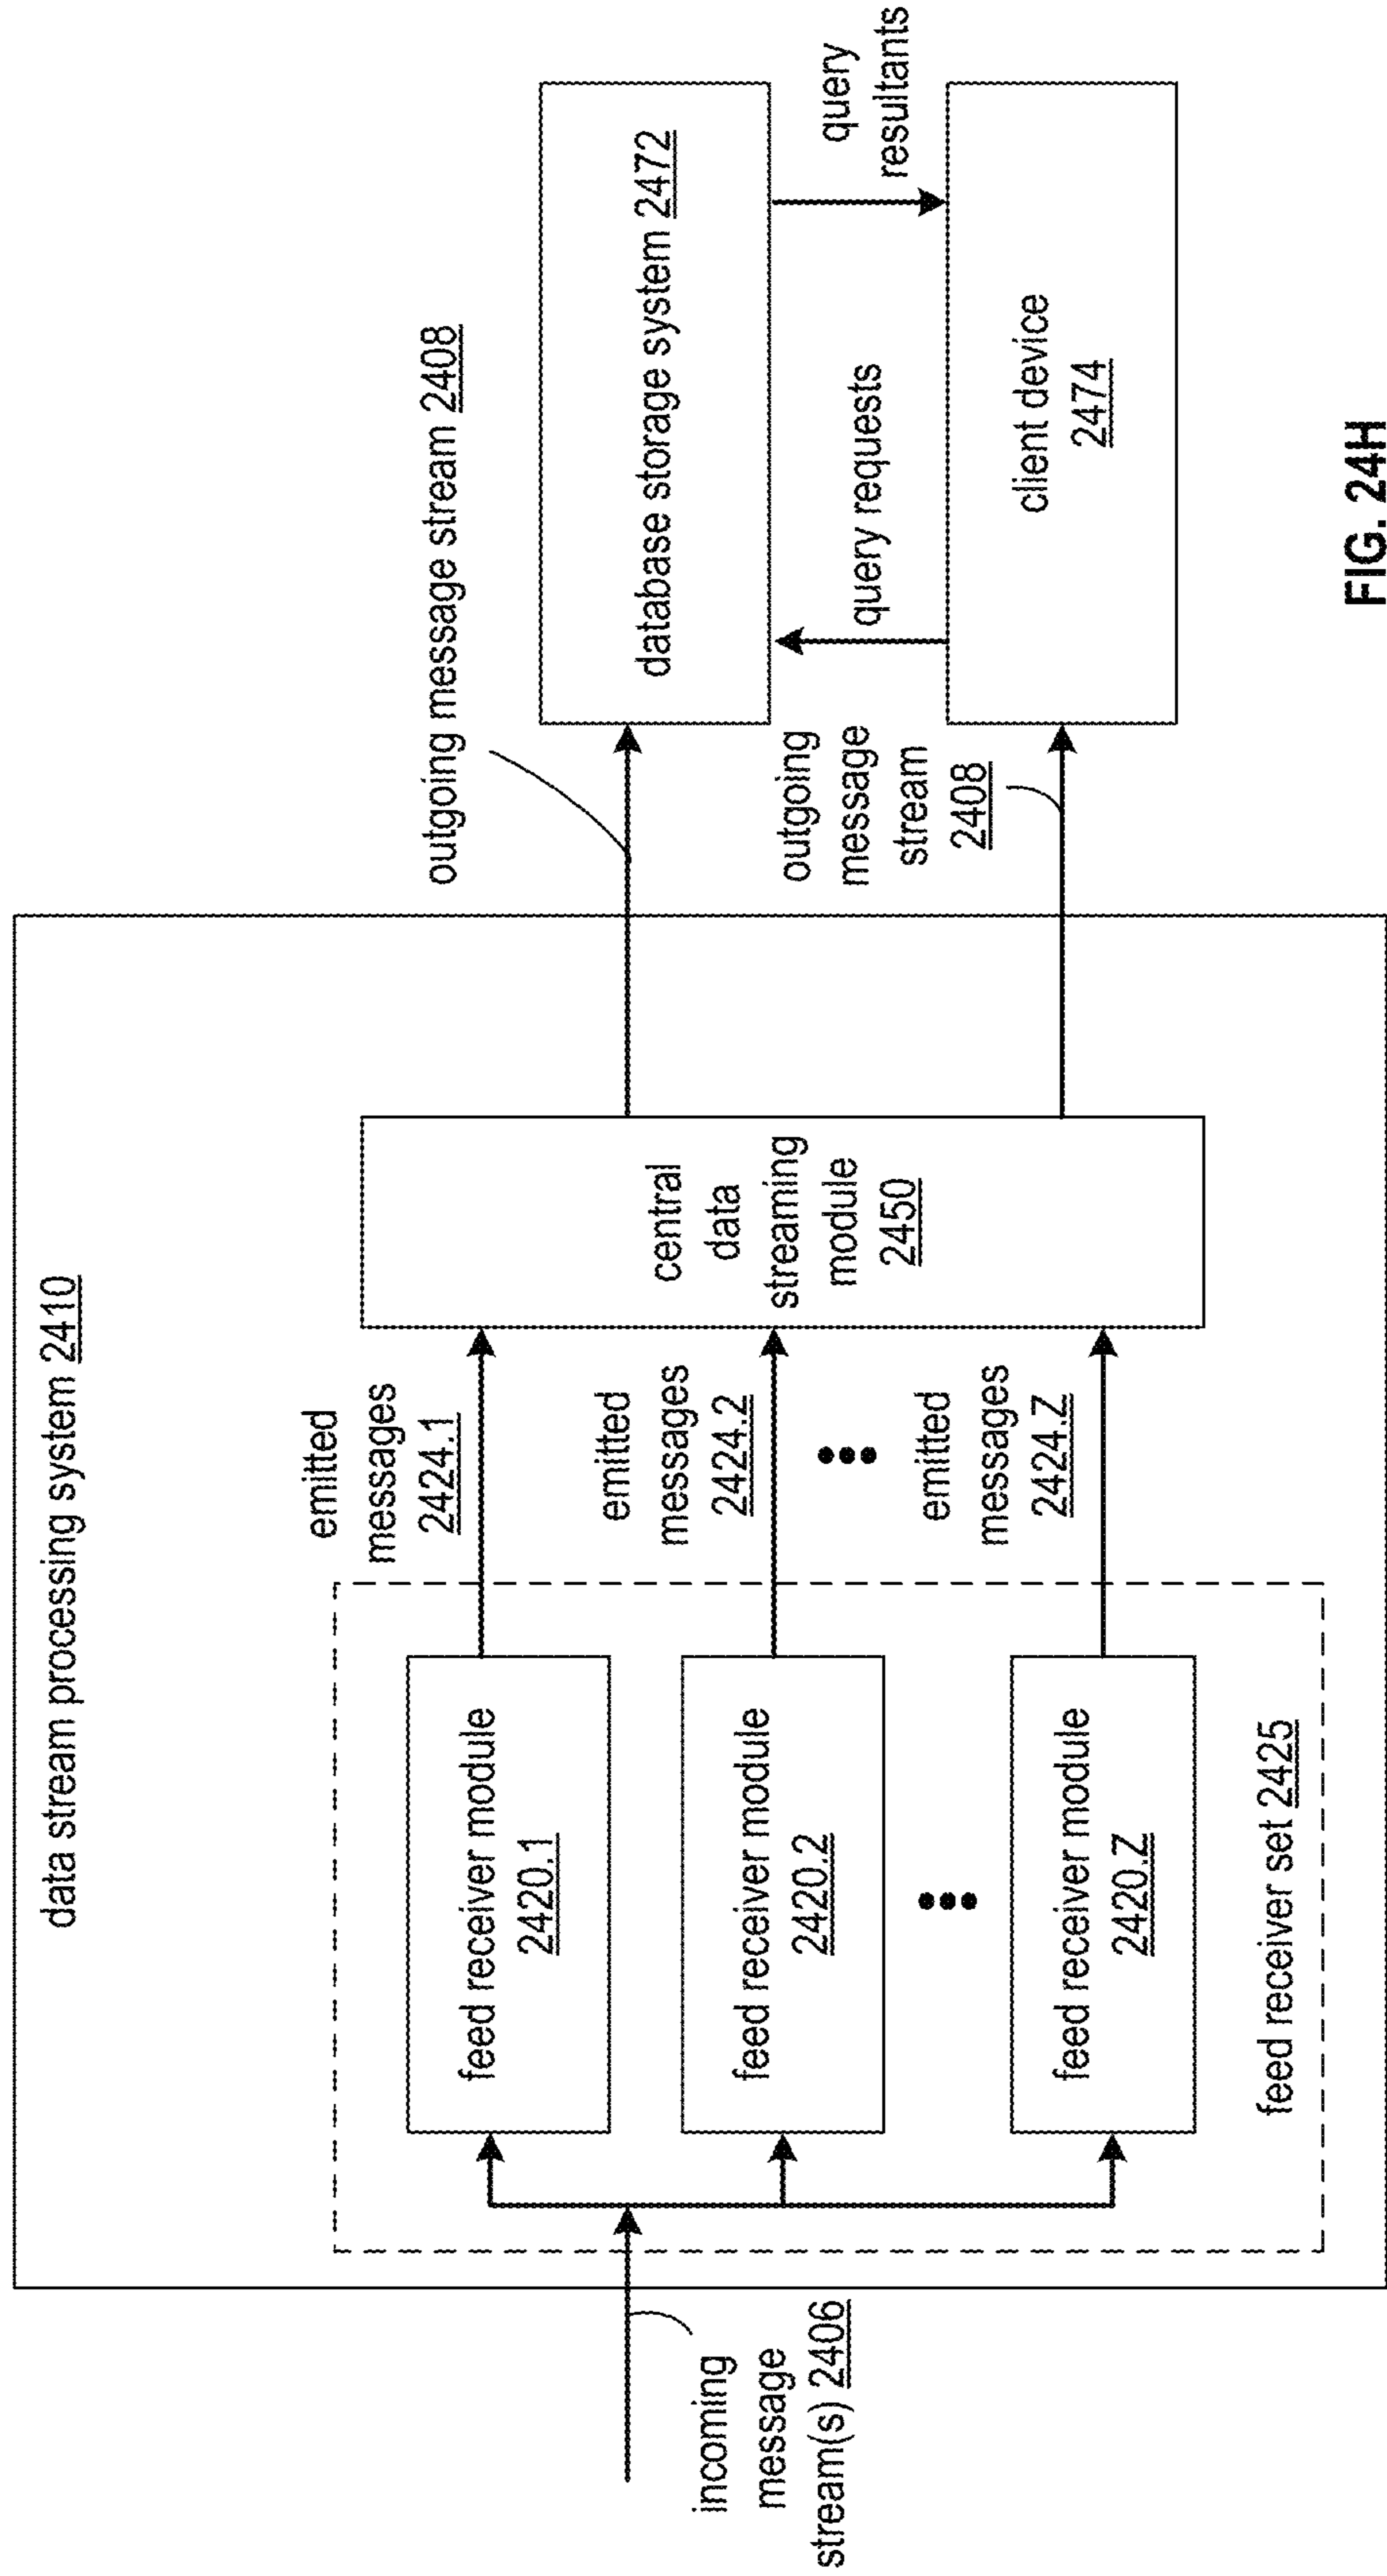 data stream processing system 2410
incoming
message
stream(s) 2406
feed receiver module
2420.1
feed receiver module
2420.2
feed receiver module
2420.Z
feed receiver set 2425
emitted
messages
2424.1
emitted
messages
2424.2
emitted
messages
2424.Z
central
data
streaming
module
2450
outgoing message stream 2408
outgoing
message
stream
2408
database storage system 2472
query requests
query
resultants
client device
2474
FIG. 24H